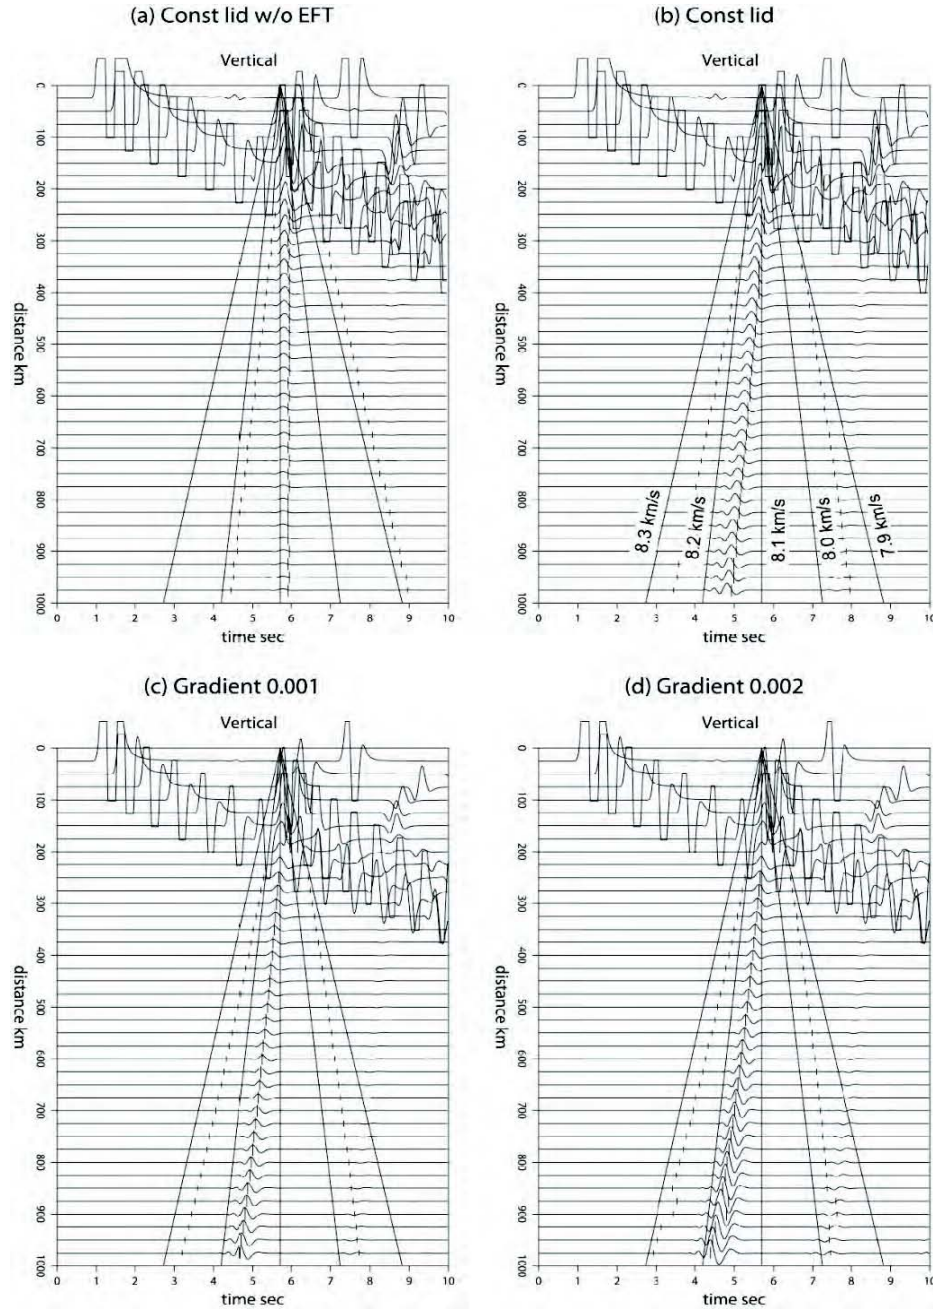 (a) Const lid w/o EFT
(b) Const lid
Vertical
0
100
200
300
400
500
600
700
800
900
1000
distance km
0 1 2 3 4 5 6 7 8 9 10
time sec
Vertical
0
100
200
300
400
500
600
700
800
900
1000
distance km
8.3 km/s
8.2 km/s
8.1 km/s
8.0 km/s
7.9 km/s
0 1 2 3 4 5 6 7 8 9 10
time sec
(c) Gradient 0.001
(d) Gradient 0.002
Vertical
0
100
200
300
400
500
600
700
800
900
1000
distance km
0 1 2 3 4 5 6 7 8 9 10
time sec
Vertical
0
100
200
300
400
500
600
700
800
900
1000
distance km
0 1 2 3 4 5 6 7 8 9 10
time sec